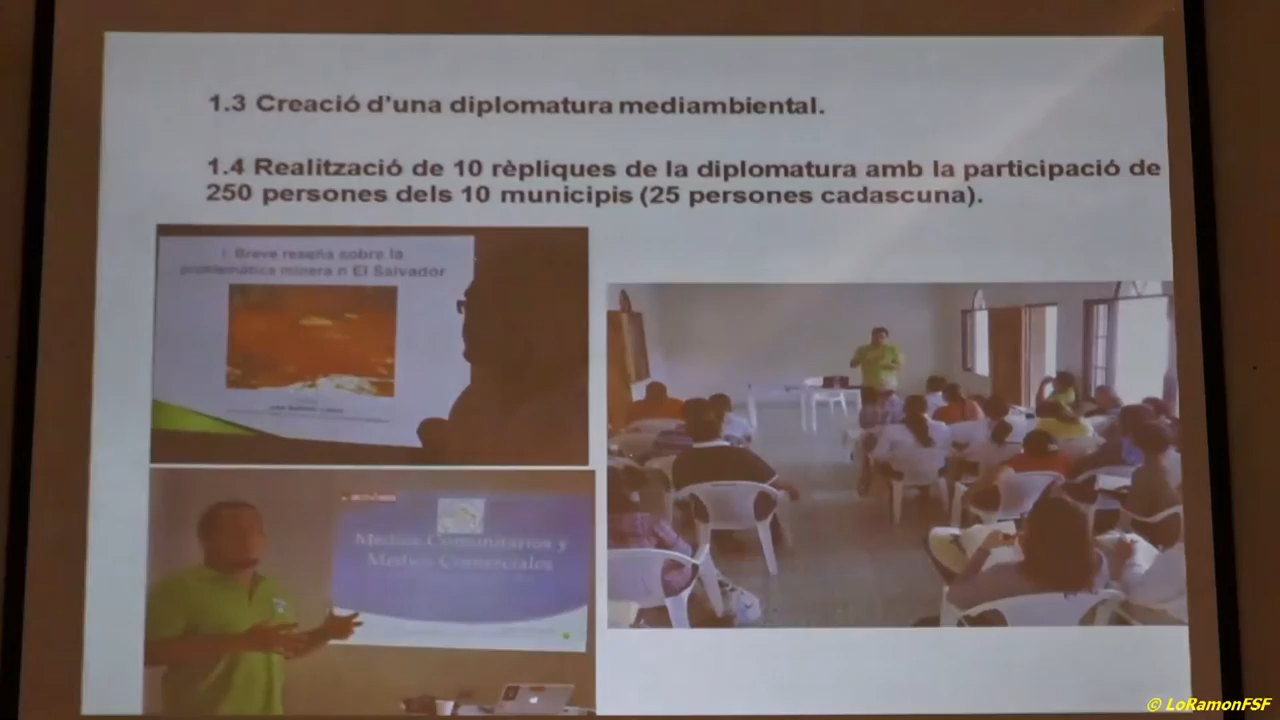 1.3 Creació d'una diplomatura mediambiental.
1.4 Realització de 10 rèpliques de la diplomatura amb la participació de
250 persones dels 10 municipis (25 persones cadascuna).
I. Breve reseña sobre la
problemática minera n El Salvador
Medios Comunitarios y
Medios Comerciales
© LoRamonFSF